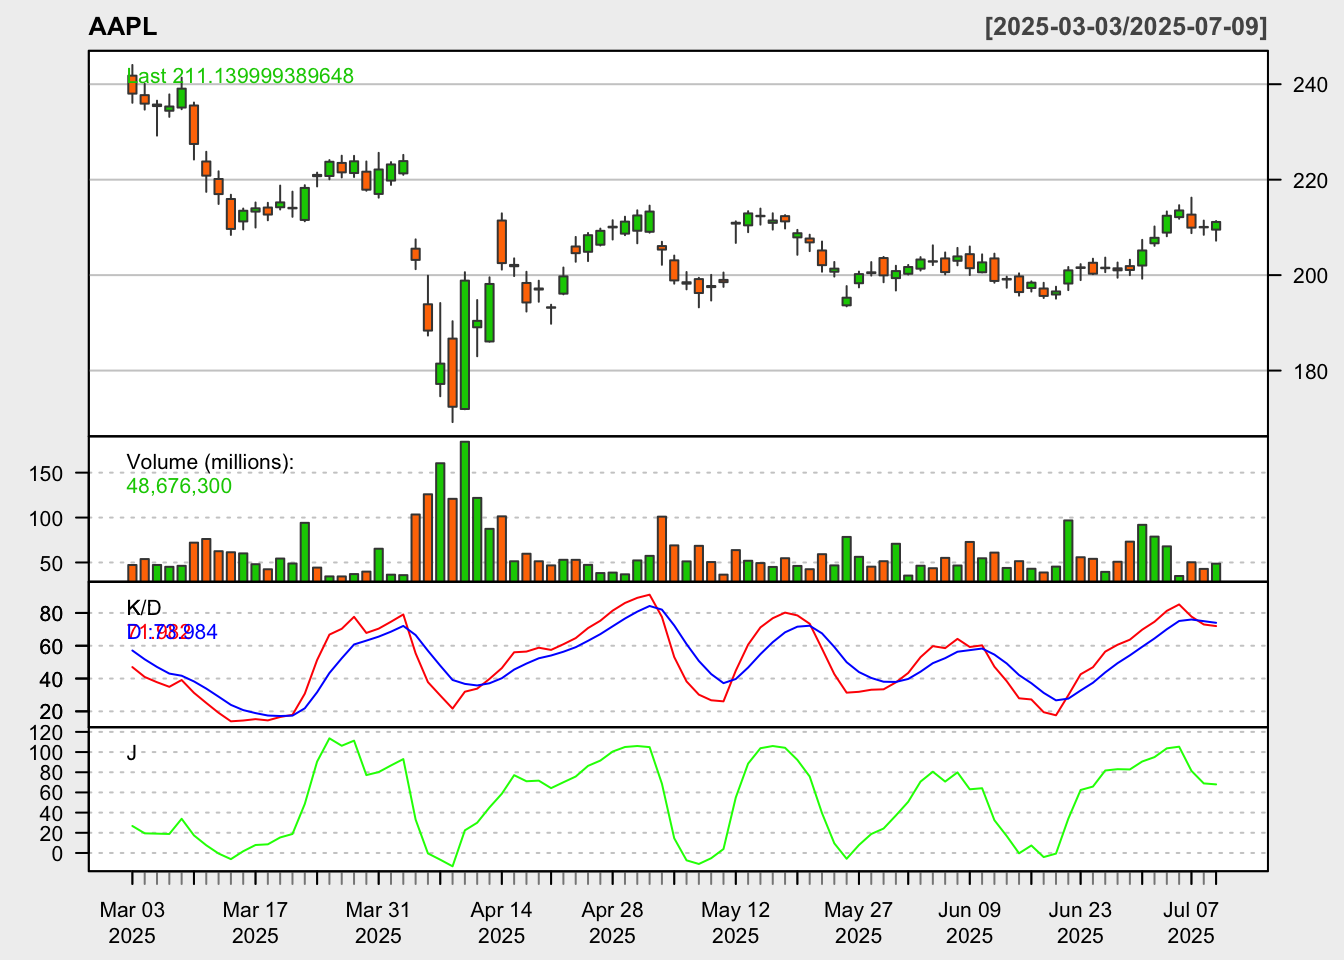 AAPL
[2025-03-03/2025-07-09]
Last 211.139999389648
240
220
200
180
Volume (millions):
48,676,300
150
100
50
K/D
D :73.984
80
60
40
20
J
120
100
80
60
40
20
0
Mar 03 2025
Mar 17 2025
Mar 31 2025
Apr 14 2025
Apr 28 2025
May 12 2025
May 27 2025
Jun 09 2025
Jun 23 2025
Jul 07 2025